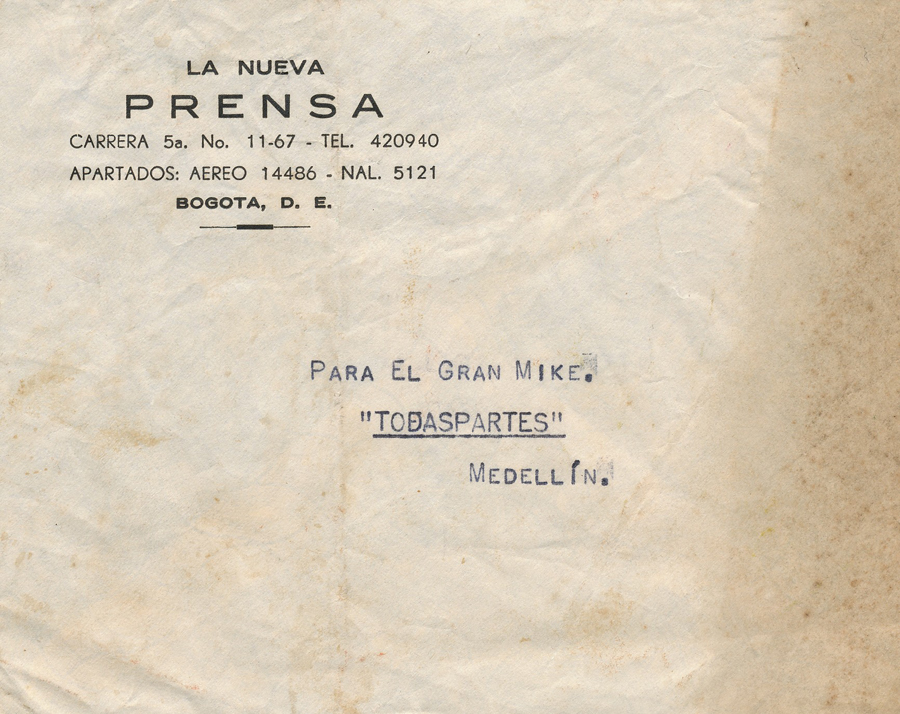 LA NUEVA
PRENSA
CARRERA 5a. No. 11-67 - TEL. 420940
APARTADOS: AEREO 14486 - NAL. 5121
BOGOTA, D. E.
PARA EL GRAN MIKE.
"TODASPARTES"
MEDELLÍN.